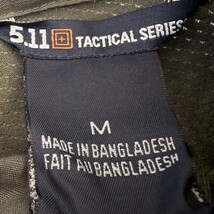 5.11 TACTICAL SERIES
M
MADE IN BANGLADESH
FAIT AU BANGLADESH